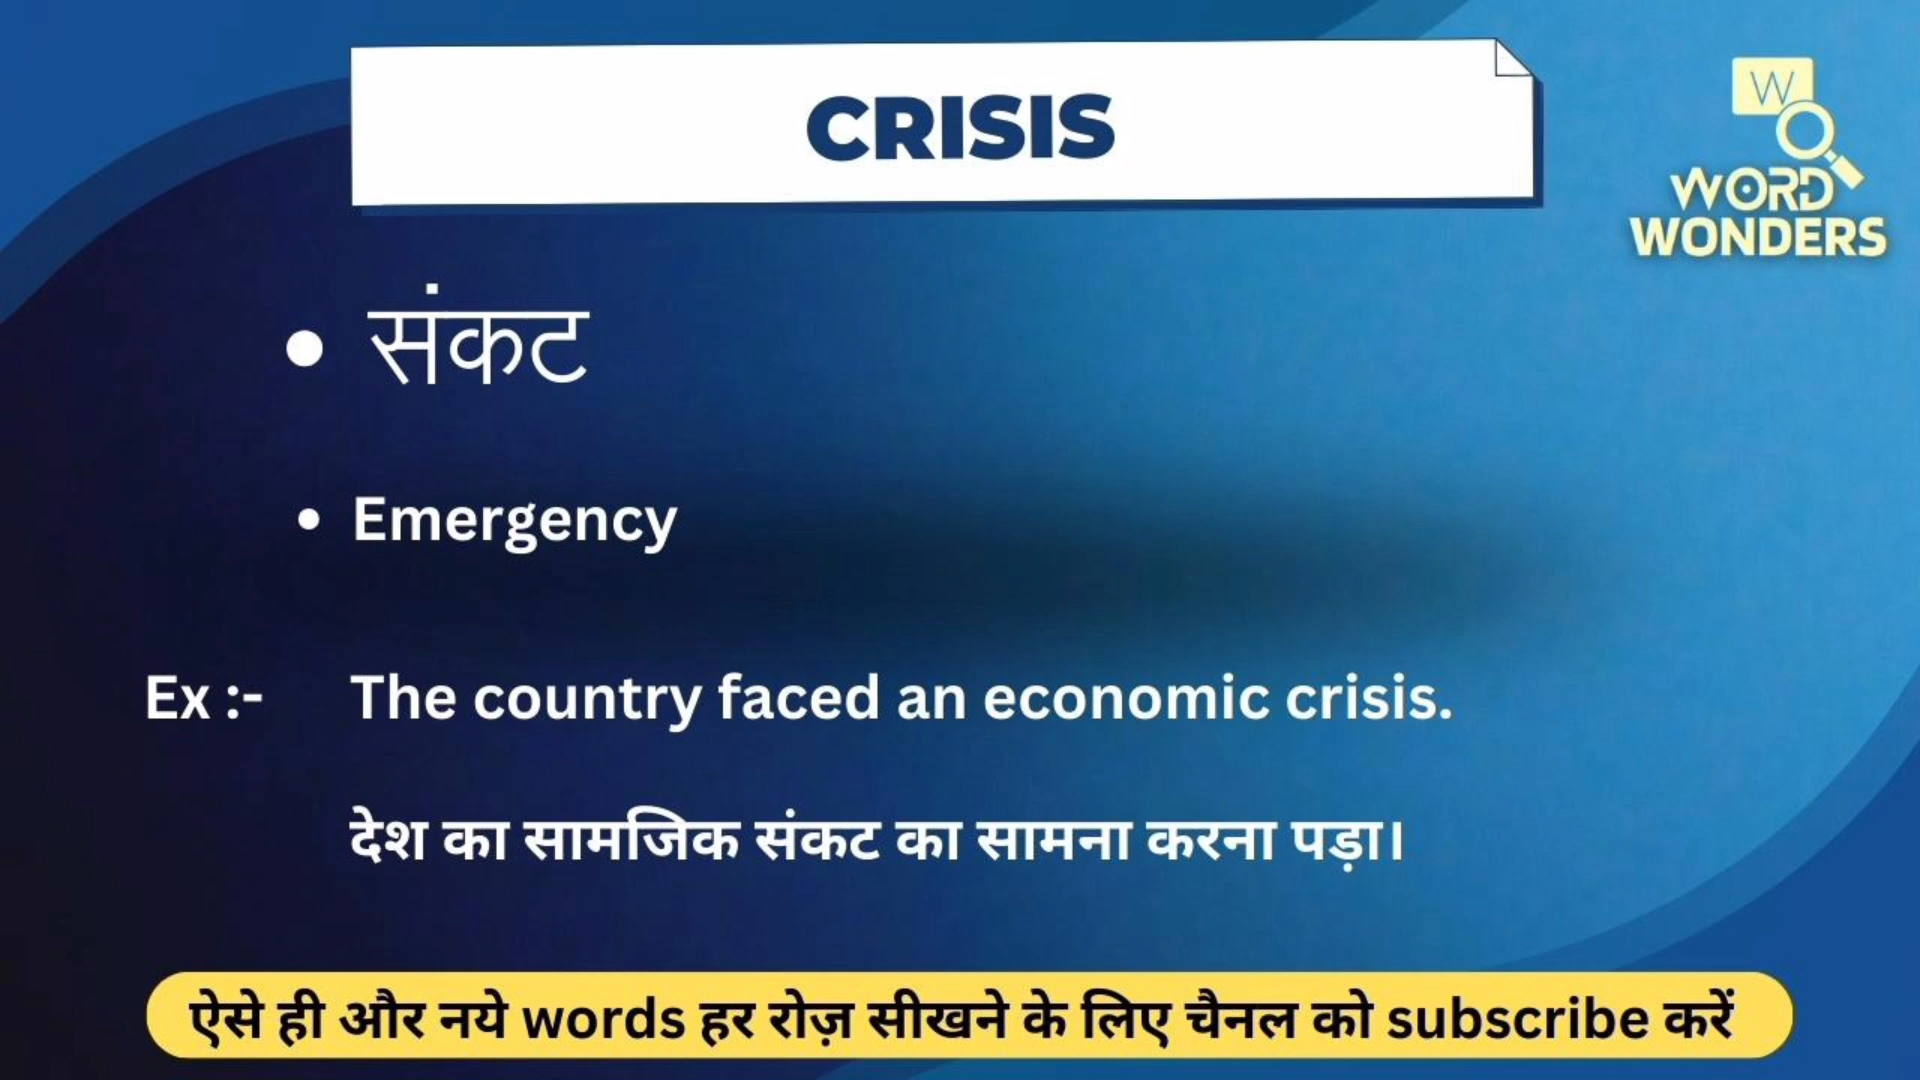 CRISIS
W
WORD
WONDERS
• संकट
• Emergency
Ex :- The country faced an economic crisis.
देश का सामजिक संकट का सामना करना पड़ा।
ऐसे ही और नये words हर रोज़ सीखने के लिए चैनल को subscribe करें